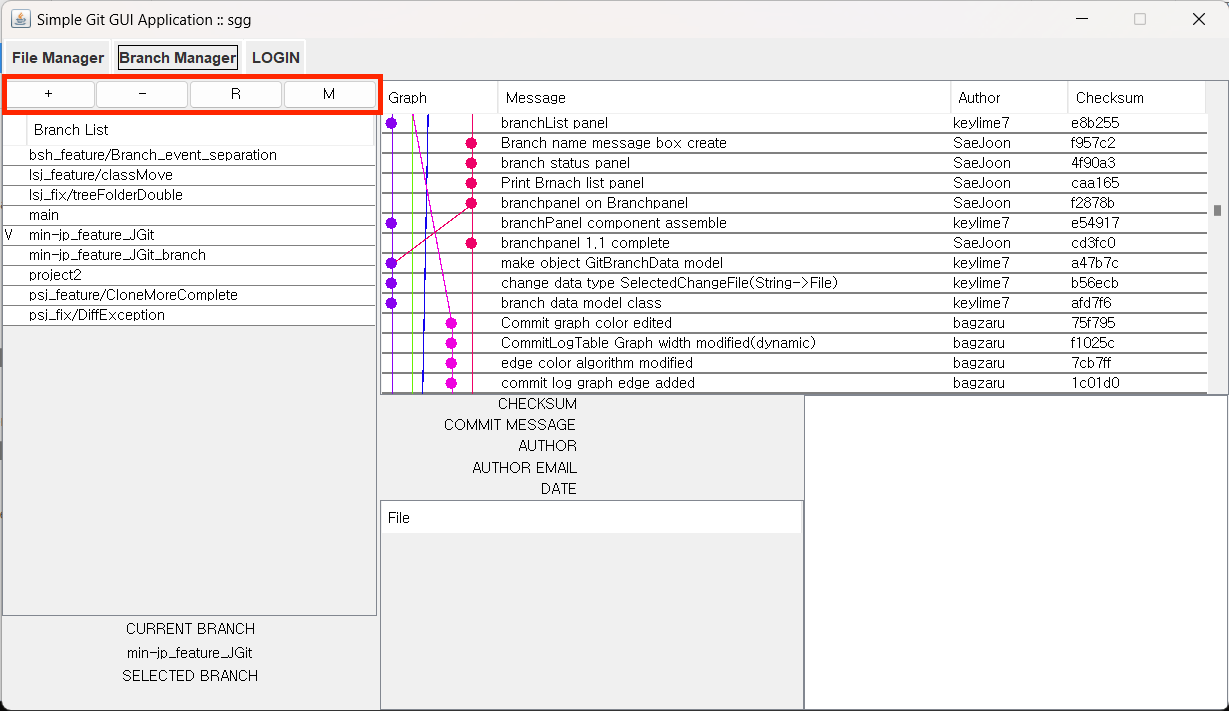 Simple Git GUI Application :: sgg
File Manager Branch Manager LOGIN
+ - R M
Branch List
bsh_feature/Branch_event_separation
lsj_feature/classMove
lsj_fix/treeFolderDouble
main
V min-jp_feature_JGit
min-jp_feature_JGit_branch
project2
psj_feature/CloneMoreComplete
psj_fix/DiffException
CURRENT BRANCH
min-jp_feature_JGit
SELECTED BRANCH
Graph Message Author Checksum
branchList panel keylime7 e8b255
Branch name message box create SaeJoon f957c2
branch status panel SaeJoon 4f90a3
Print Brnach list panel SaeJoon caa165
branchpanel on Branchpanel SaeJoon f2878b
branchPanel component assemble keylime7 e54917
branchpanel 1,1 complete SaeJoon cd3fc0
make object GitBranchData model keylime7 a47b7c
change data type SelectedChangeFile(String->File) keylime7 b56ecb
branch data model class keylime7 afd7f6
Commit graph color edited bagzaru 75f795
CommitLogTable Graph width modified(dynamic) bagzaru f1025c
edge color algorithm modified bagzaru 7cb7ff
commit log graph edge added bagzaru 1c01d0
CHECKSUM
COMMIT MESSAGE
AUTHOR
AUTHOR EMAIL
DATE
File